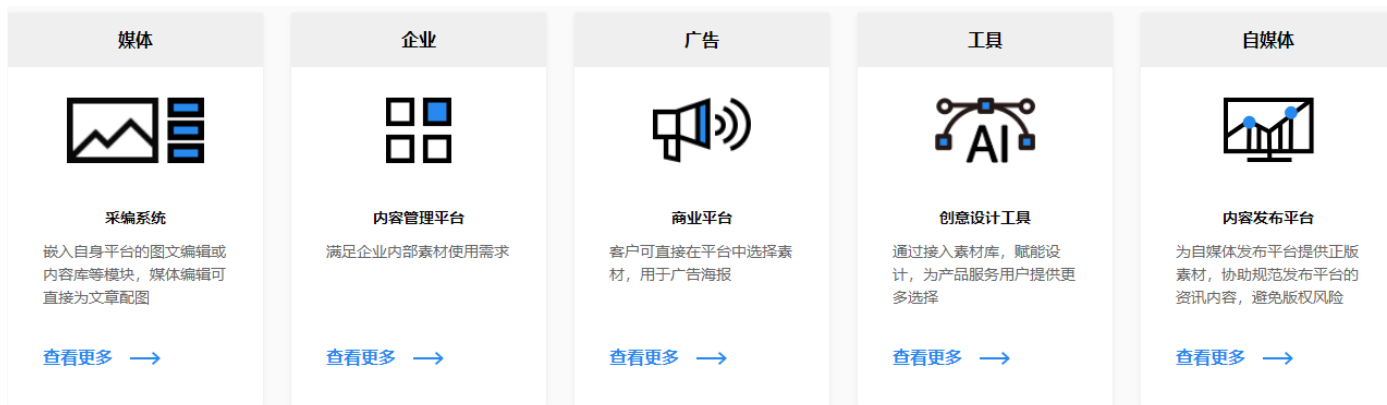 媒体
采编系统
嵌入自身平台的图文编辑或
内容库等模块，媒体编辑可
直接为文章配图
查看更多
企业
内容管理平台
满足企业内部素材使用需求
查看更多
广告
商业平台
客户可直接在平台中选择素
材，用于广告海报
查看更多
工具
AI
创意设计工具
通过接入素材库，赋能设
计，为产品服务用户提供更
多选择
查看更多
自媒体
内容发布平台
为自媒体发布平台提供正版
素材，协助规范发布平台的
资讯内容，避免版权风险
查看更多